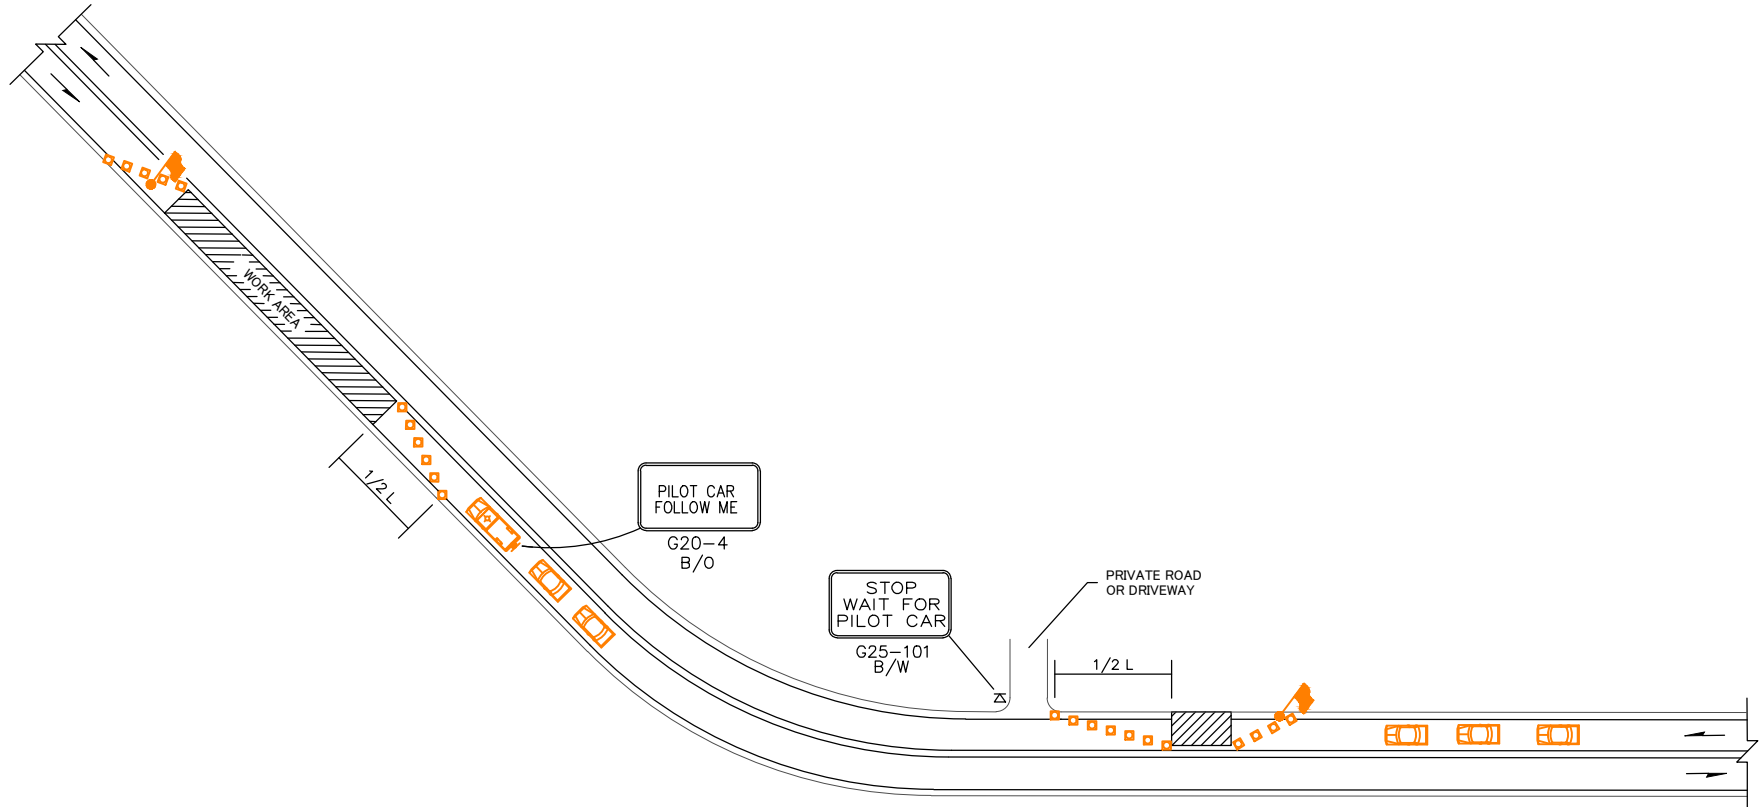 WORK AREA
1/2 L
PILOT CAR
FOLLOW ME
G20-4
B/O
STOP
WAIT FOR
PILOT CAR
G25-101
B/W
PRIVATE ROAD
OR DRIVEWAY
1/2 L